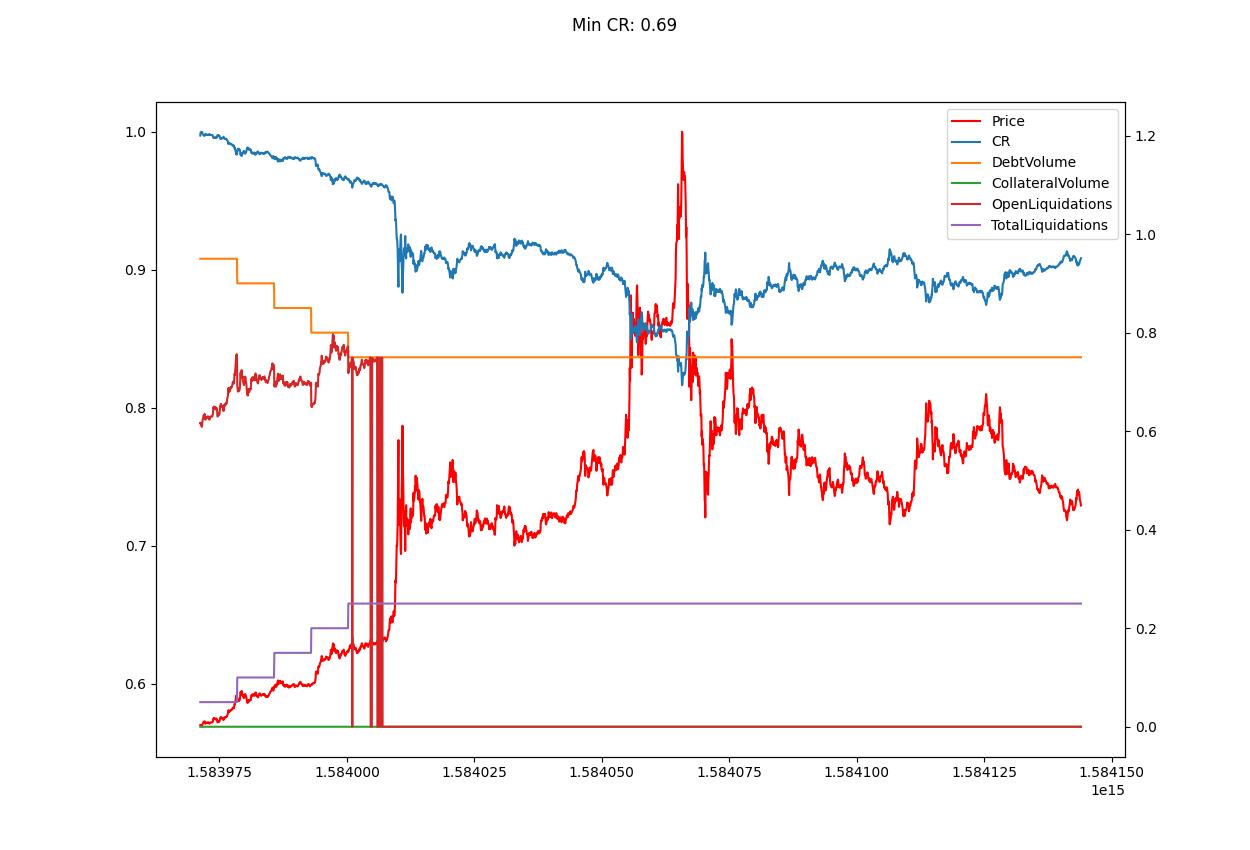 Min CR: 0.69
Price
CR
DebtVolume
CollateralVolume
OpenLiquidations
TotalLiquidations
1.0
0.9
0.8
0.7
0.6
1.2
1.0
0.8
0.6
0.4
0.2
0.0
1.583975
1.584000
1.584025
1.584050
1.584075
1.584100
1.584125
1.584150
1e15